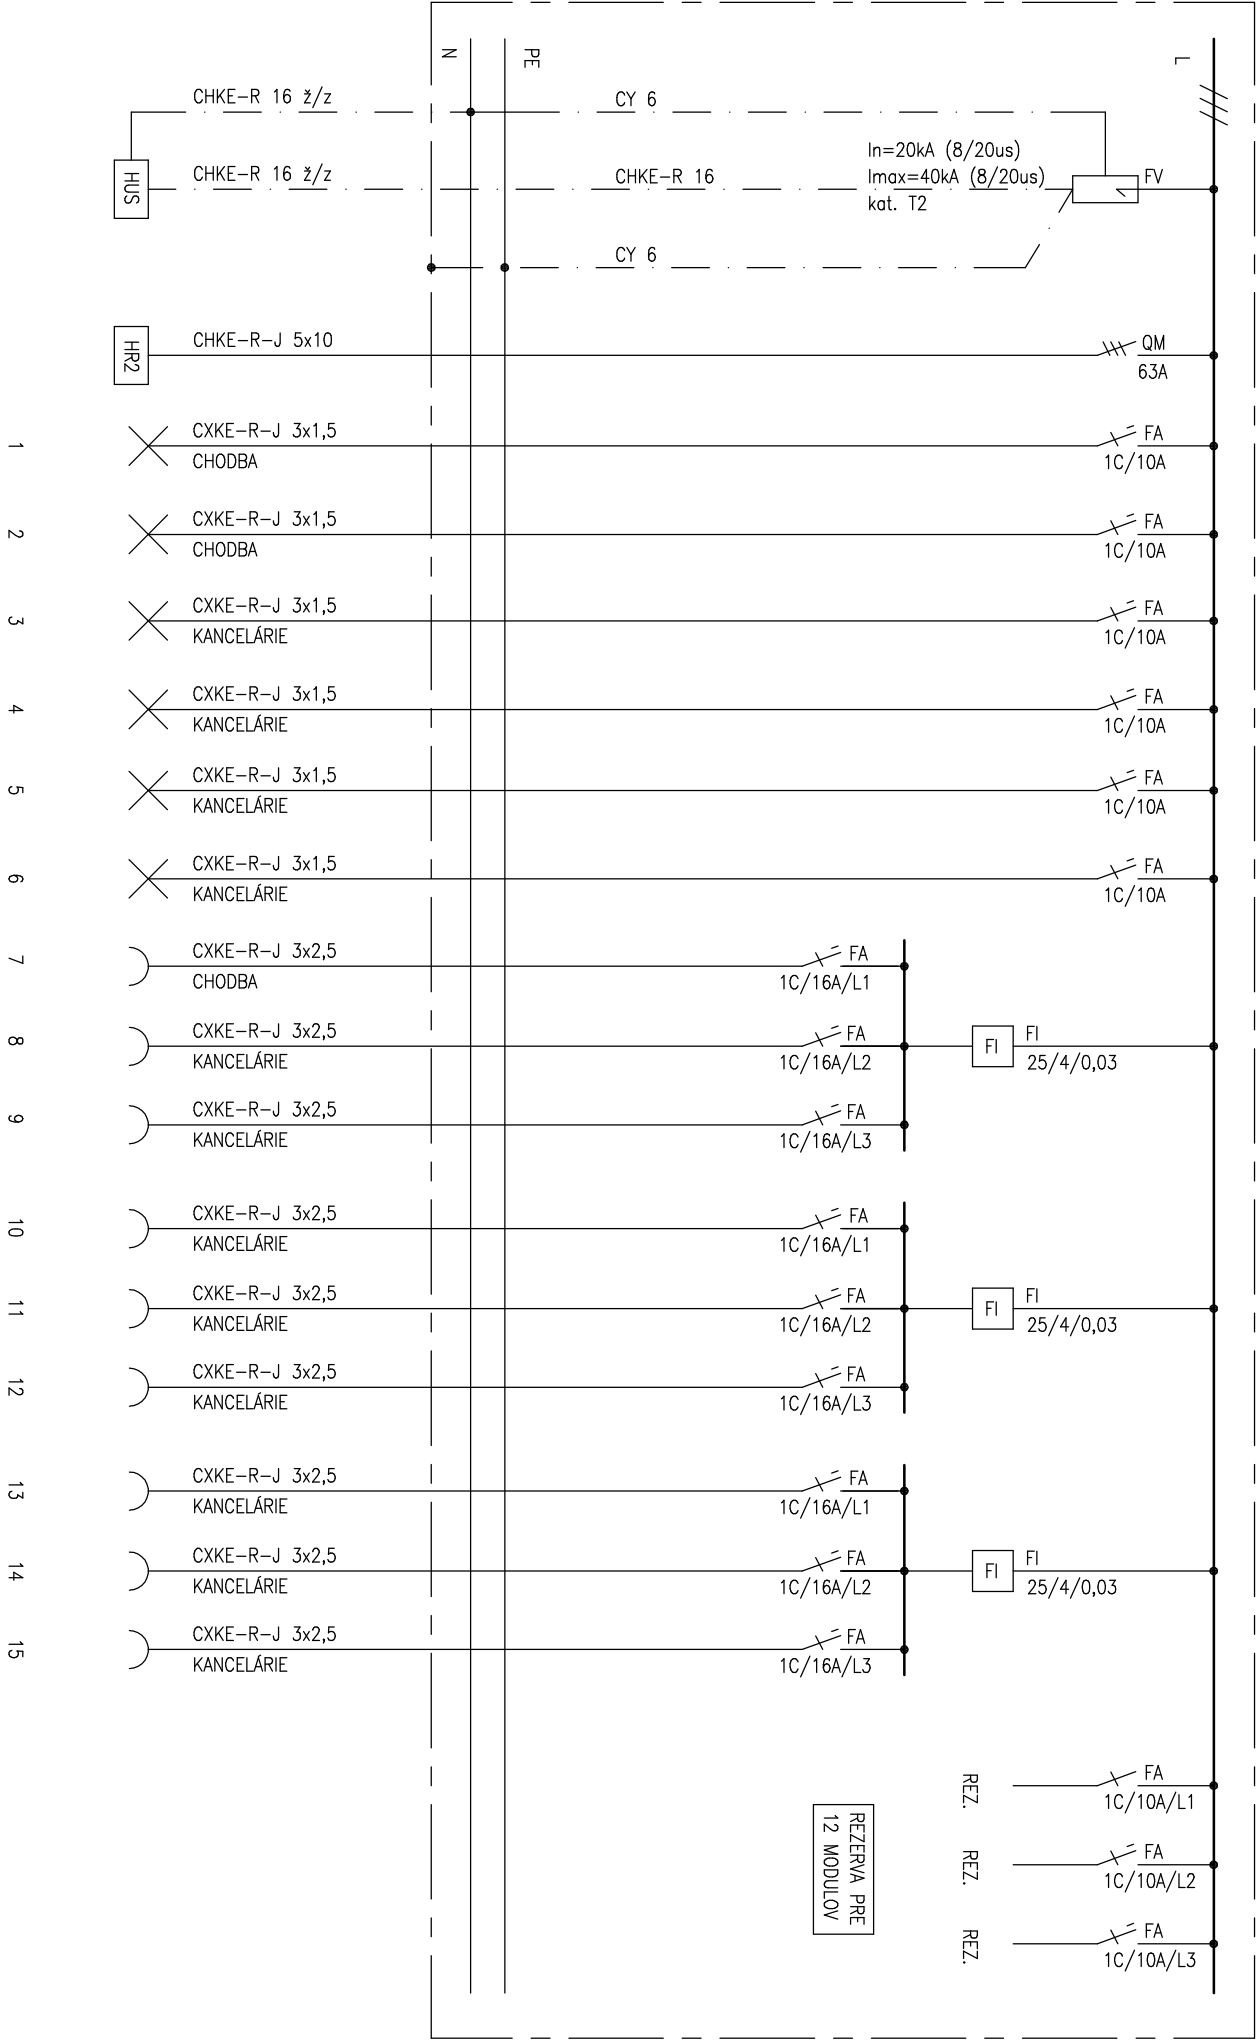 N
PE
L
CHKE-R 16 ž/z
CY 6
In=20kA (8/20us)
Imax=40kA (8/20us)
kat. T2
HUS
CHKE-R 16 ž/z
CHKE-R 16
FV
CY 6
HR2
CHKE-R-J 5x10
QM
63A
1
CXKE-R-J 3x1,5
CHODBA
FA
1C/10A
2
CXKE-R-J 3x1,5
CHODBA
FA
1C/10A
3
CXKE-R-J 3x1,5
KANCELÁRIE
FA
1C/10A
4
CXKE-R-J 3x1,5
KANCELÁRIE
FA
1C/10A
5
CXKE-R-J 3x1,5
KANCELÁRIE
FA
1C/10A
6
CXKE-R-J 3x1,5
KANCELÁRIE
FA
1C/10A
7
CXKE-R-J 3x2,5
CHODBA
FA
1C/16A/L1
8
CXKE-R-J 3x2,5
KANCELÁRIE
FA
1C/16A/L2
FI
FI
25/4/0,03
9
CXKE-R-J 3x2,5
KANCELÁRIE
FA
1C/16A/L3
10
CXKE-R-J 3x2,5
KANCELÁRIE
FA
1C/16A/L1
11
CXKE-R-J 3x2,5
KANCELÁRIE
FA
1C/16A/L2
FI
FI
25/4/0,03
12
CXKE-R-J 3x2,5
KANCELÁRIE
FA
1C/16A/L3
13
CXKE-R-J 3x2,5
KANCELÁRIE
FA
1C/16A/L1
14
CXKE-R-J 3x2,5
KANCELÁRIE
FA
1C/16A/L2
FI
FI
25/4/0,03
15
CXKE-R-J 3x2,5
KANCELÁRIE
FA
1C/16A/L3
REZ.
FA
1C/10A/L1
REZERVA PRE
12 MODULOV
REZ.
FA
1C/10A/L2
REZ.
FA
1C/10A/L3